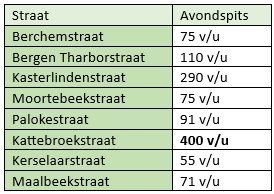 Straat Avondspits
Berchemstraat 75 v/u
Bergen Tharborstraat 110 v/u
Kasterlindenstraat 290 v/u
Moortebeekstraat 75 v/u
Palokestraat 91 v/u
Kattebroekstraat 400 v/u
Kerselaarstraat 55 v/u
Maalbeekstraat 71 v/u